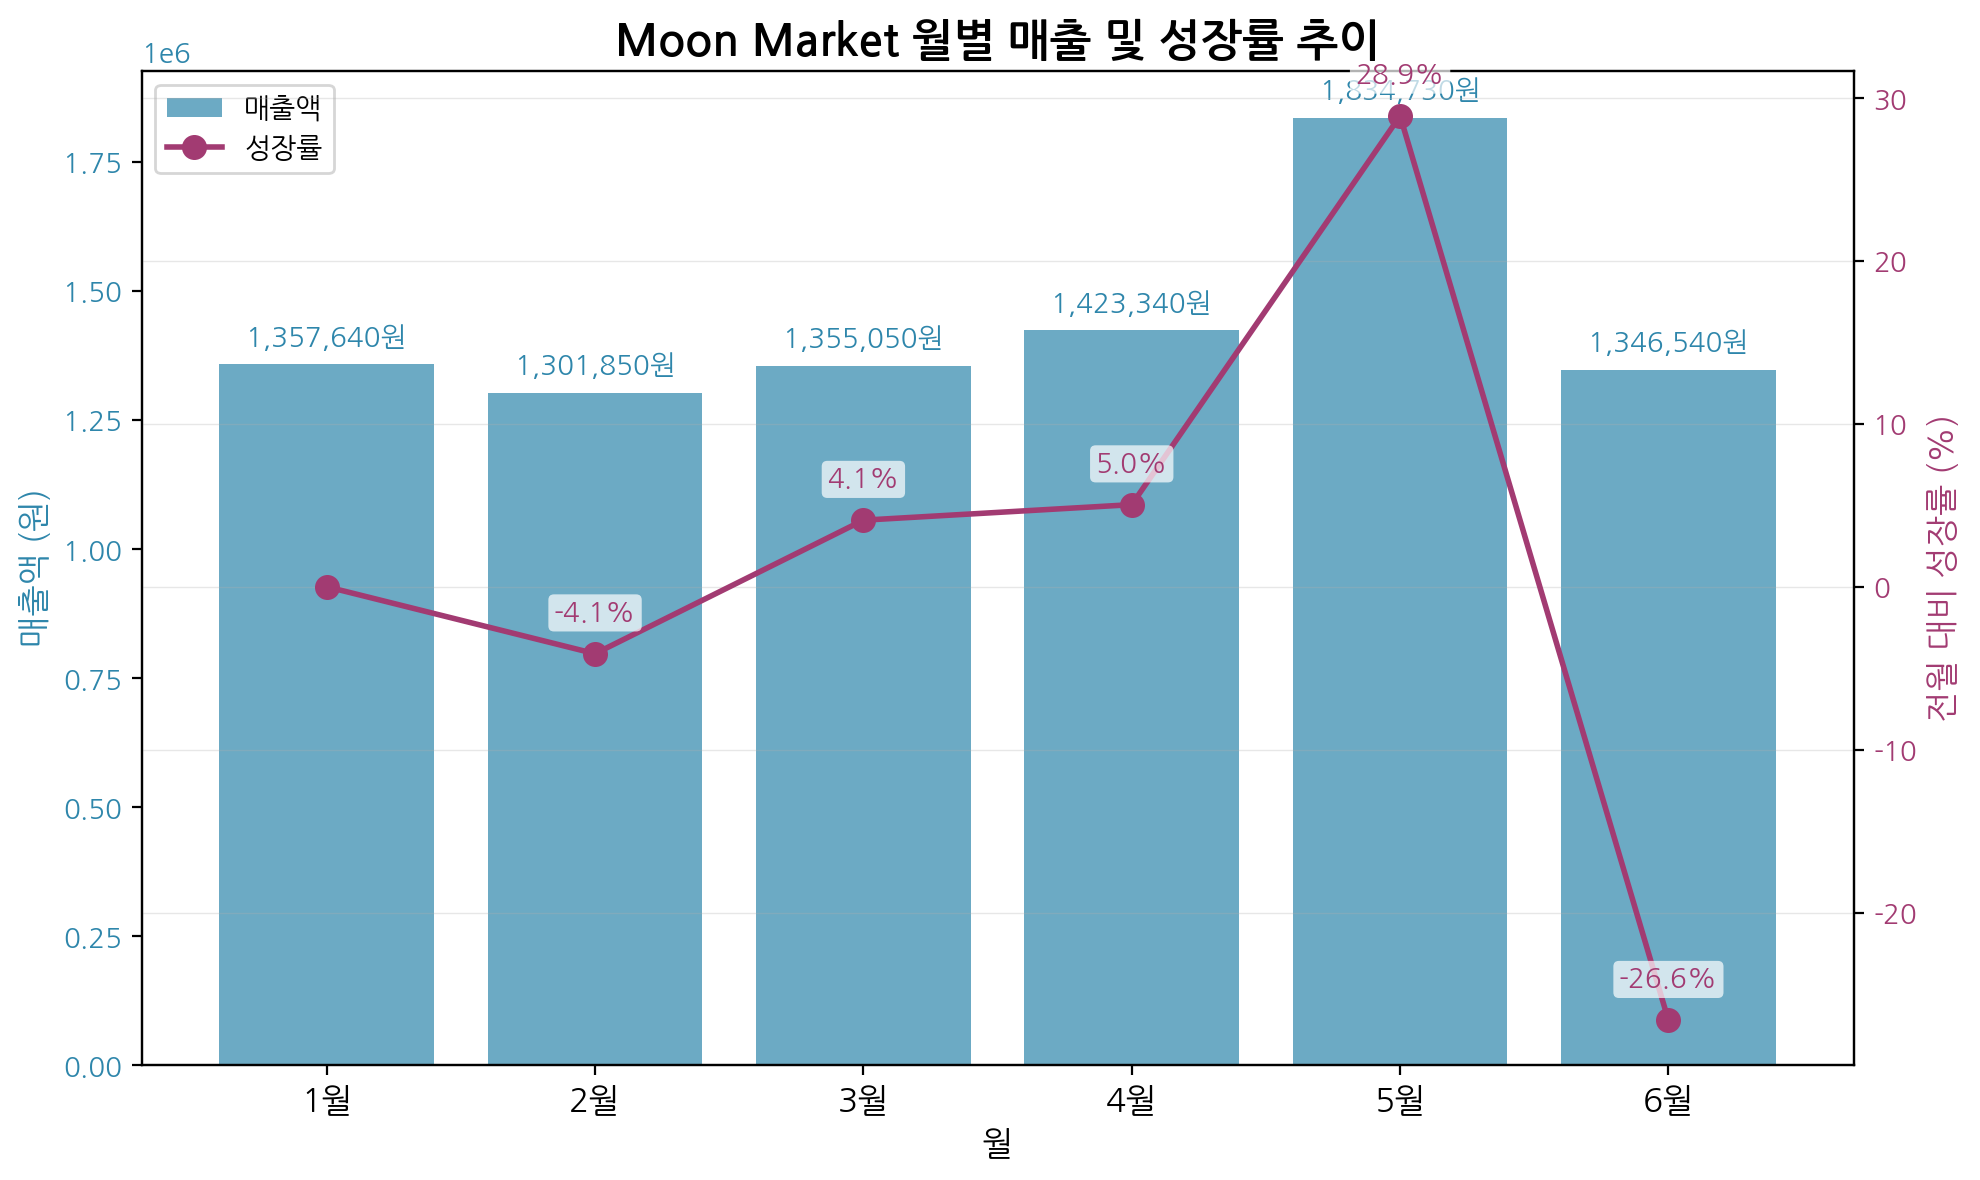 Moon Market 월별 매출 및 성장률 추이
1e6
매출액
성장률
28.9%
1,834,730원
1,423,340원
1,357,640원
1,301,850원
1,355,050원
1,346,540원
4.1%
5.0%
-4.1%
-26.6%
1.75
1.50
1.25
1.00
0.75
0.50
0.25
0.00
매출액 (원)
30
20
10
0
-10
-20
전월 대비 성장률 (%)
1월
2월
3월
4월
5월
6월
월